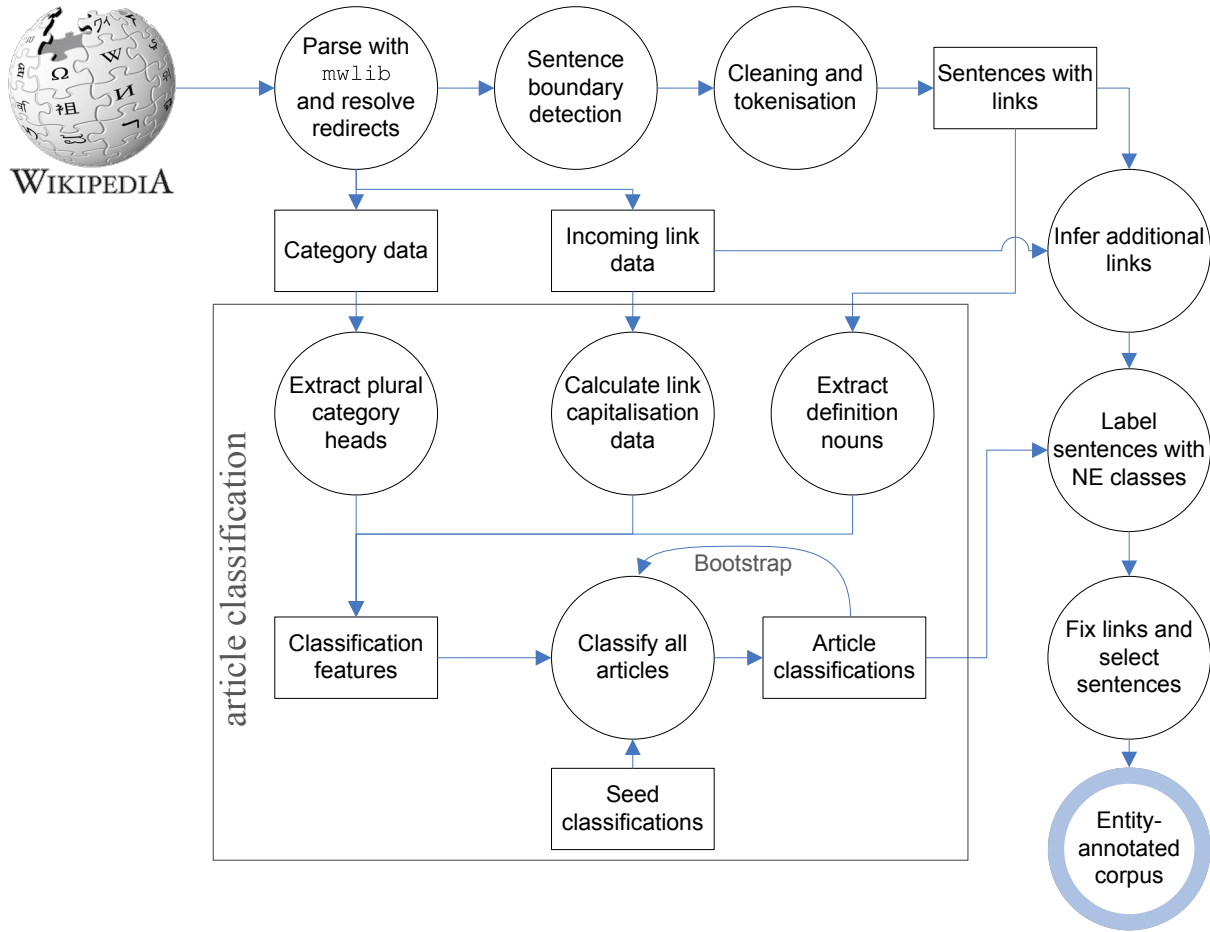 WIKIPEDIA
Parse with
mwlib
and resolve
redirects
Sentence
boundary
detection
Cleaning and
tokenisation
Sentences with
links
Category data
Incoming link
data
Infer additional
links
article classification
Extract plural
category
heads
Calculate link
capitalisation
data
Extract
definition
nouns
Label
sentences with
NE classes
Bootstrap
Classification
features
Classify all
articles
Article
classifications
Fix links and
select
sentences
Seed
classifications
Entity-
annotated
corpus